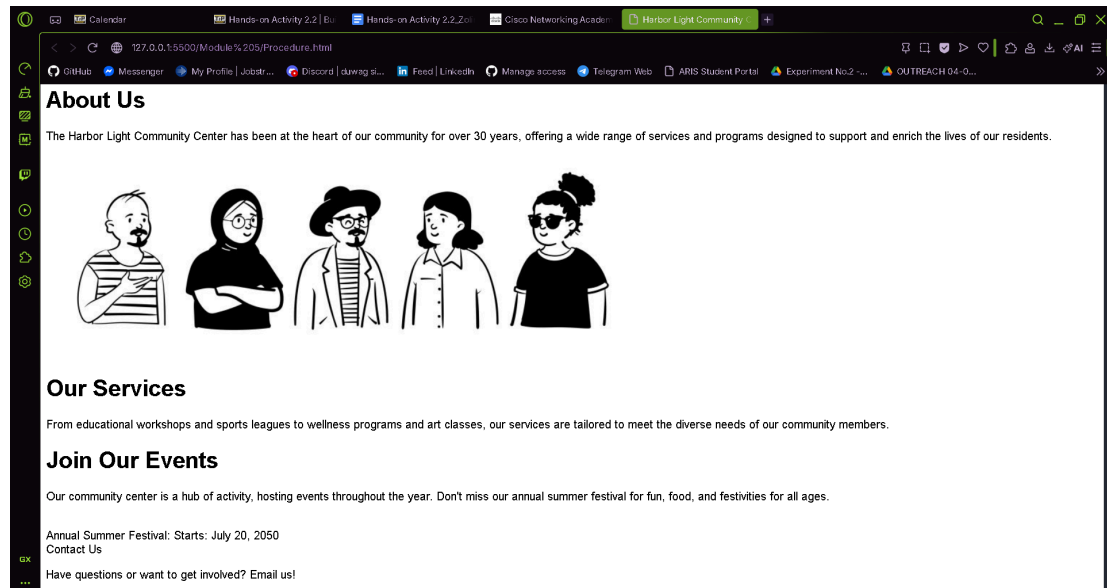 Calendar
Hands-on Activity 2.2 | Bu
Hands-on Activity 2.2_Zol
Cisco Networking Academ
Harbor Light Community C
127.0.0.1:5500/Module%205/Procedure.html
AI
GitHub
Messenger
My Profile | Jobstr...
Discord | duwag si...
Feed | LinkedIn
Manage access
Telegram Web
ARIS Student Portal
Experiment No.2 -...
OUTREACH 04-0...
About Us
The Harbor Light Community Center has been at the heart of our community for over 30 years, offering a wide range of services and programs designed to support and enrich the lives of our residents.
Our Services
From educational workshops and sports leagues to wellness programs and art classes, our services are tailored to meet the diverse needs of our community members.
Join Our Events
Our community center is a hub of activity, hosting events throughout the year. Don't miss our annual summer festival for fun, food, and festivities for all ages.
Annual Summer Festival: Starts: July 20, 2050
Contact Us
Have questions or want to get involved? Email us!
GX